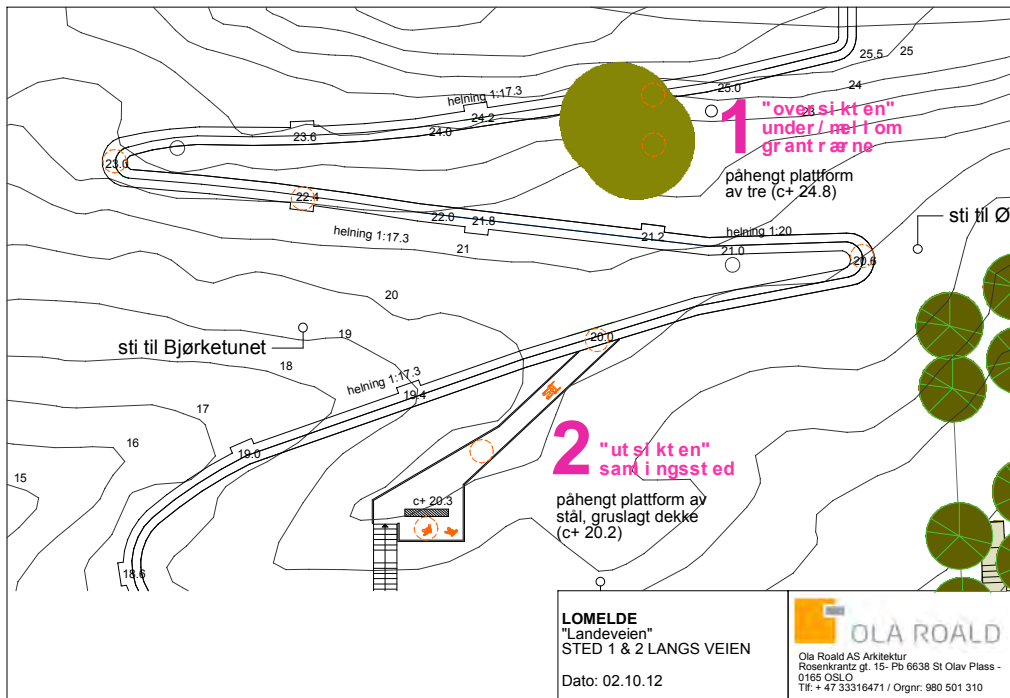 25.5
25
24
25.0
23
helning 1:17.3
24.2
24.0
23.6
1
"oversikten"
under/mellom
grantrærne
påhengt plattform
av tre (c+ 24.8)
23.0
22.4
22.0
21.8
21.2
helning 1:20
21.0
20.6
sti til Ø
helning 1:17.3
21
20
20.0
19
sti til Bjørketunet
18
helning 1:17.3
19.4
17
19.0
16
15
2
"utsikten"
samlingssted
påhengt plattform av
stål, gruslagt dekke
(c+ 20.2)
c+ 20.3
18.6
LOMELDE
"Landeveien"
STED 1 & 2 LANGS VEIEN
Dato: 02.10.12
OLA ROALD
Ola Roald AS Arkitektur
Rosenkrantz gt. 15- Pb 6638 St Olav Plass -
0165 OSLO
Tlf: + 47 33316471 / Orgnr: 980 501 310